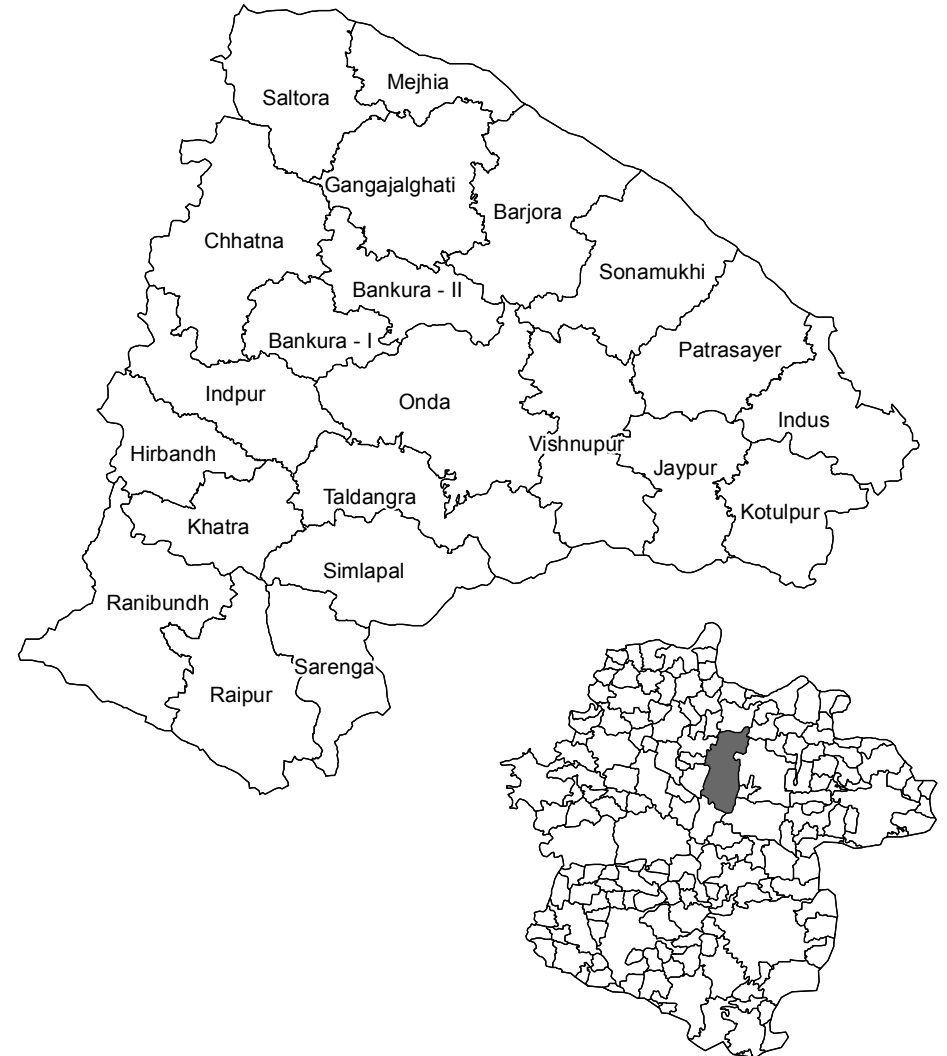 Mejhia
Saltora
Gangajalghati
Barjora
Chhatna
Sonamukhi
Bankura - II
Bankura - I
Patrasayer
Indpur
Onda
Indus
Vishnupur
Hirbandh
Jaypur
Taldangra
Kotulpur
Khatra
Simlapal
Ranibundh
Sarenga
Raipur